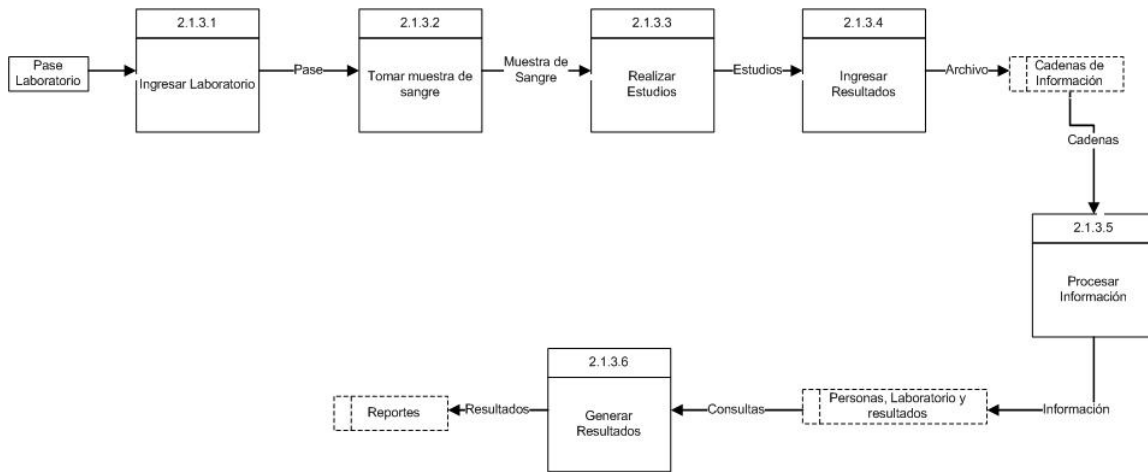 2.1.3.1
2.1.3.2
2.1.3.3
2.1.3.4
Pase
Laboratorio
Ingresar Laboratorio
Pase
Tomar muestra de
sangre
Muestra de
Sangre
Realizar
Estudios
Estudios
Ingresar
Resultados
Archivo
Cadenas de
Información
Cadenas
2.1.3.5
Procesar
Información
Información
Personas, Laboratorio y
resultados
Consultas
2.1.3.6
Generar
Resultados
Resultados
Reportes